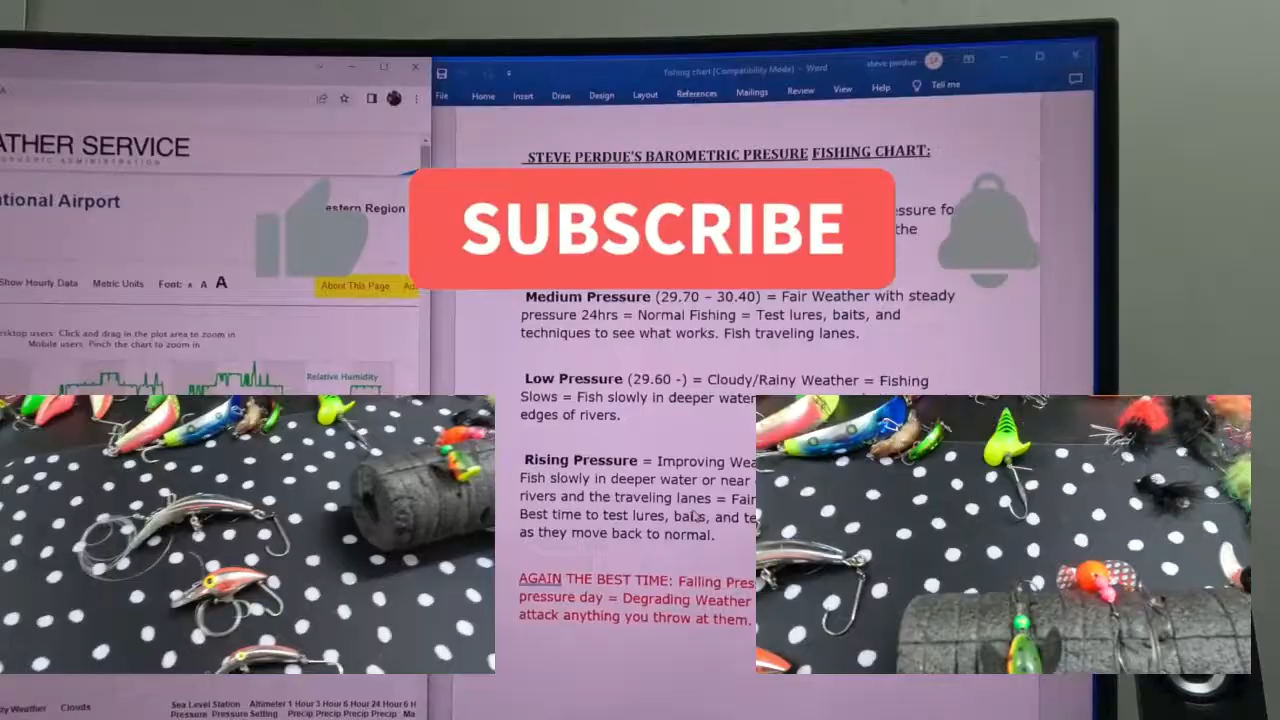 fishing chart [Compatibility Mode] - Word
steve perdue
SP
File Home Insert Draw Design Layout References Mailings Review View Help Tell me
ATHER SERVICE
tional Airport
estern Region
Show Hourly Data Metric Units Font: A A A
About This Page
esktop users: Click and drag in the plot area to zoom in
Mobile users: Pinch the chart to zoom in
Relative Humidity
zy Weather Clouds
Sea Level Station Altimeter 1 Hour 3 Hour 6 Hour 24 Hour 6 H
Pressure Pressure Setting Precip Precip Precip Precip Ma
STEVE PERDUE'S BAROMETRIC PRESURE FISHING CHART:
SUBSCRIBE
essure fo
the
Medium Pressure (29.70 – 30.40) = Fair Weather with steady
pressure 24hrs = Normal Fishing = Test lures, baits, and
techniques to see what works. Fish traveling lanes.
Low Pressure (29.60 -) = Cloudy/Rainy Weather = Fishing
Slows = Fish slowly in deeper water
edges of rivers.
Rising Pressure = Improving Wea
Fish slowly in deeper water or near
rivers and the traveling lanes = Fair
Best time to test lures, baits, and te
as they move back to normal.
AGAIN THE BEST TIME: Falling Pres
pressure day = Degrading Weather
attack anything you throw at them.